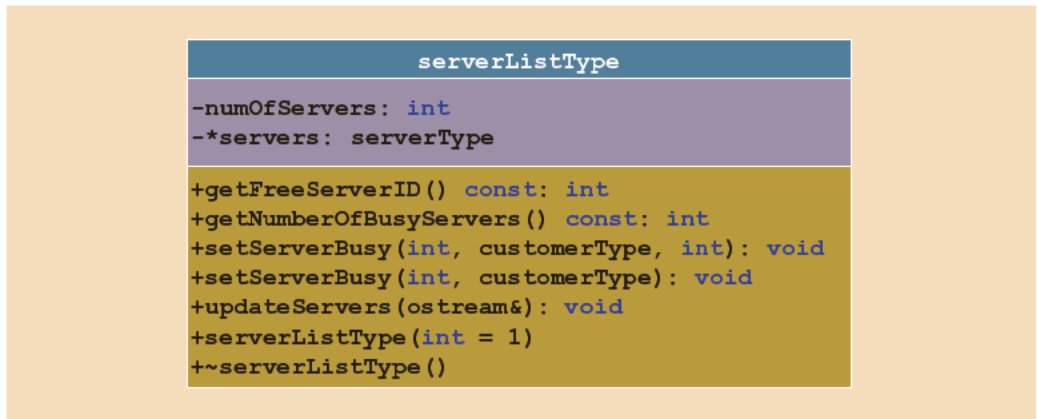 serverListType
-numOfServers: int
-*servers: serverType
+getFreeServerID() const: int
+getNumberOfBusyServers() const: int
+setServerBusy(int, customerType, int): void
+setServerBusy(int, customerType): void
+updateServers(ostream&): void
+serverListType(int = 1)
+~serverListType()